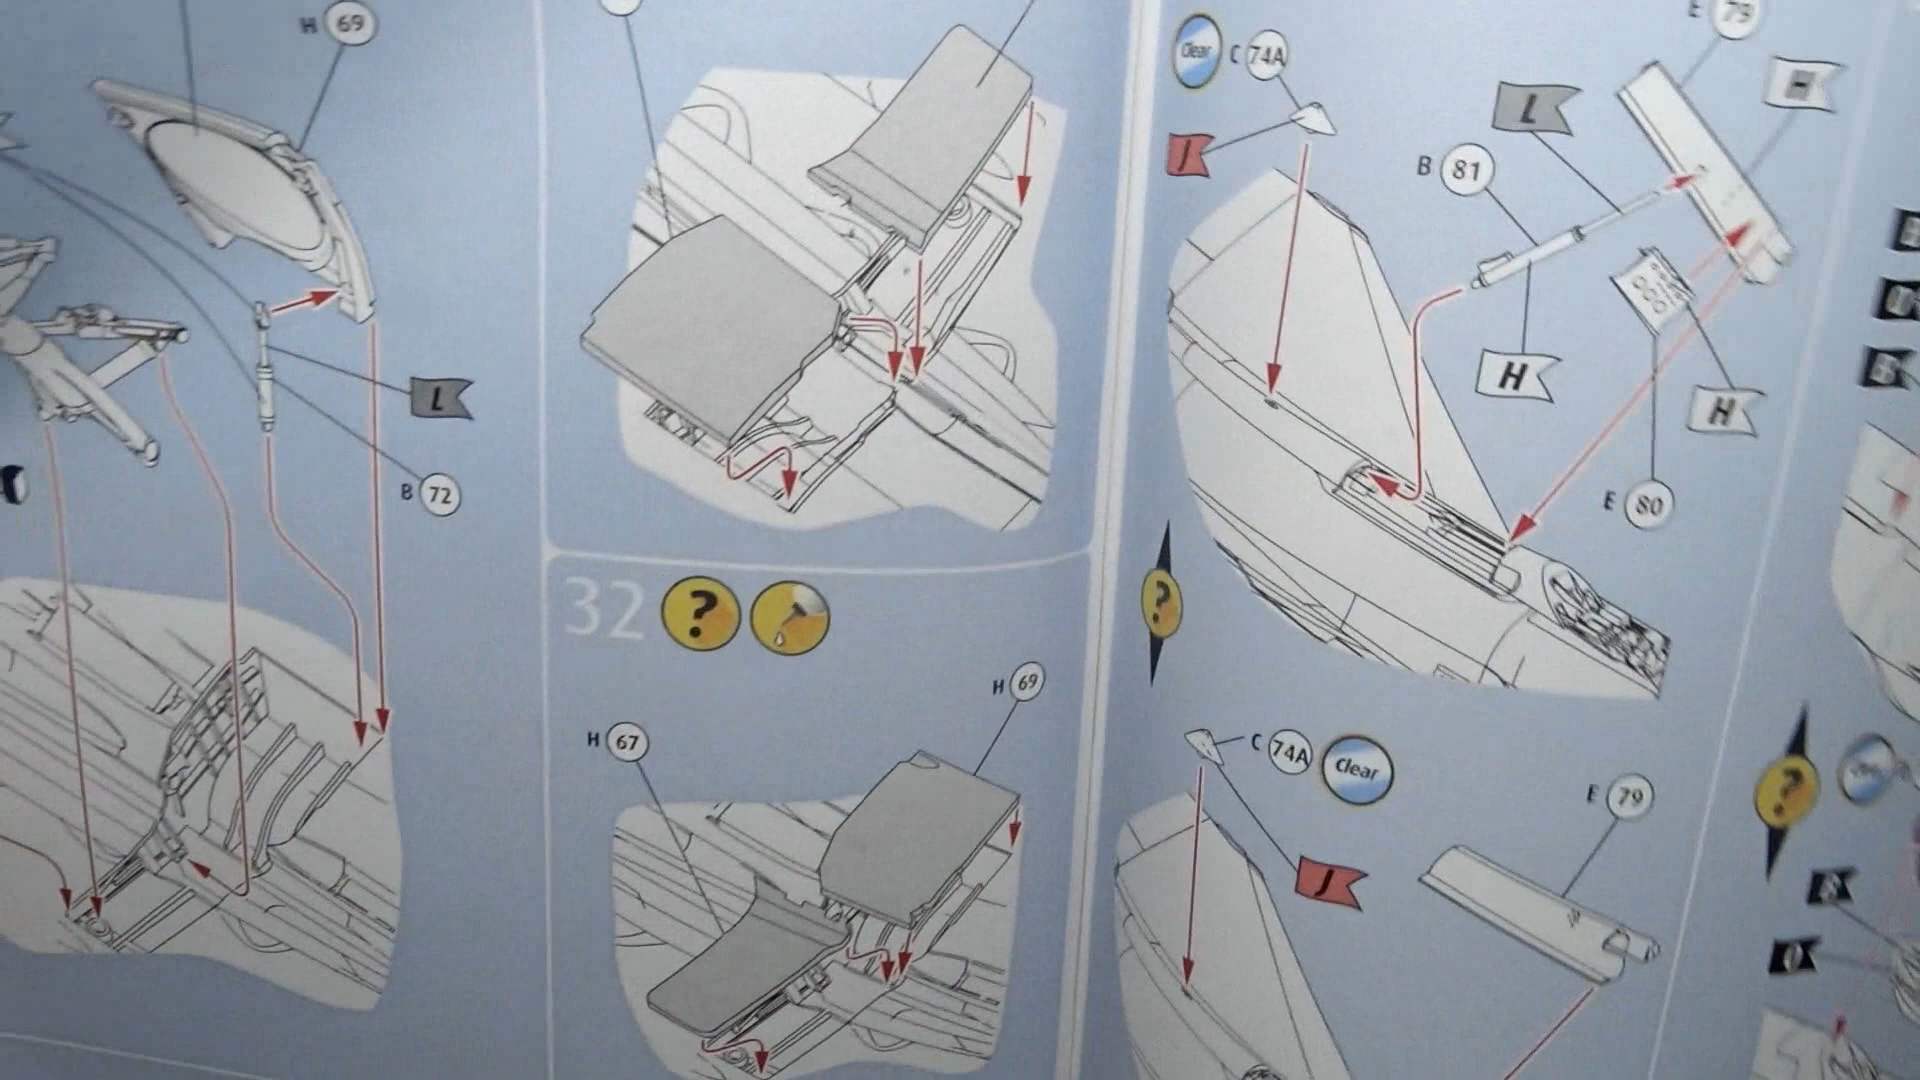 H 69
L
B 72
32
? 
H 67
H 69
Clear C 74A
J
L
E 79
H
B 81
H
H
E 80
?
C 74A Clear
J
E 79
?